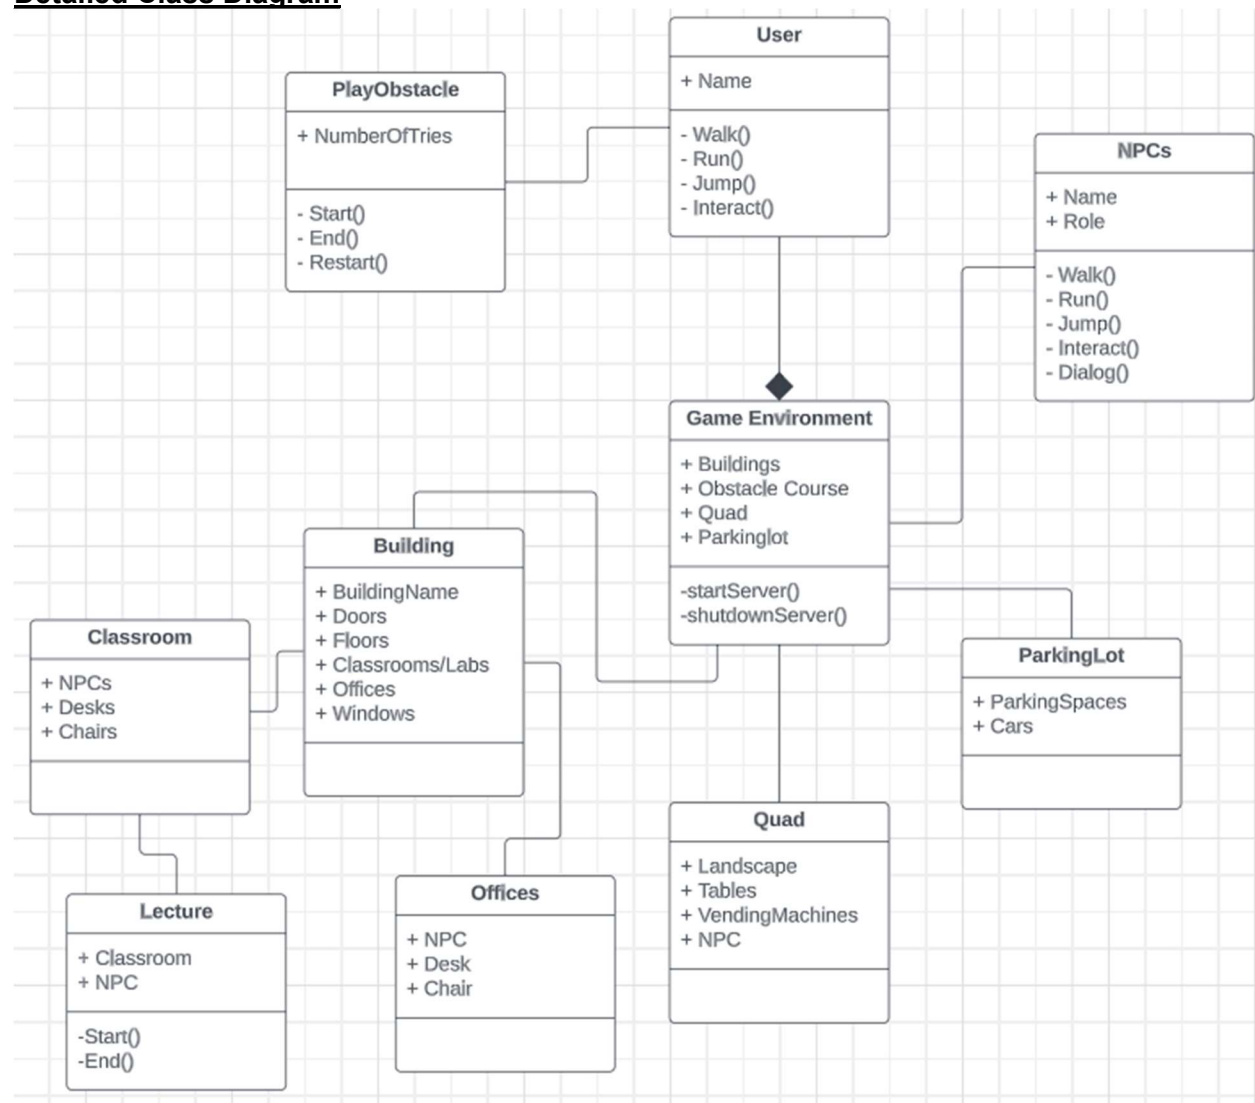 Detailed Class Diagram
User
+ Name
- Walk()
- Run()
- Jump()
- Interact()
PlayObstacle
+ NumberOfTries
- Start()
- End()
- Restart()
NPCs
+ Name
+ Role
- Walk()
- Run()
- Jump()
- Interact()
- Dialog()
Game Environment
+ Buildings
+ Obstacle Course
+ Quad
+ Parkinglot
-startServer()
-shutdownServer()
Building
+ BuildingName
+ Doors
+ Floors
+ Classrooms/Labs
+ Offices
+ Windows
Classroom
+ NPCs
+ Desks
+ Chairs
ParkingLot
+ ParkingSpaces
+ Cars
Quad
+ Landscape
+ Tables
+ VendingMachines
+ NPC
Offices
+ NPC
+ Desk
+ Chair
Lecture
+ Classroom
+ NPC
-Start()
-End()